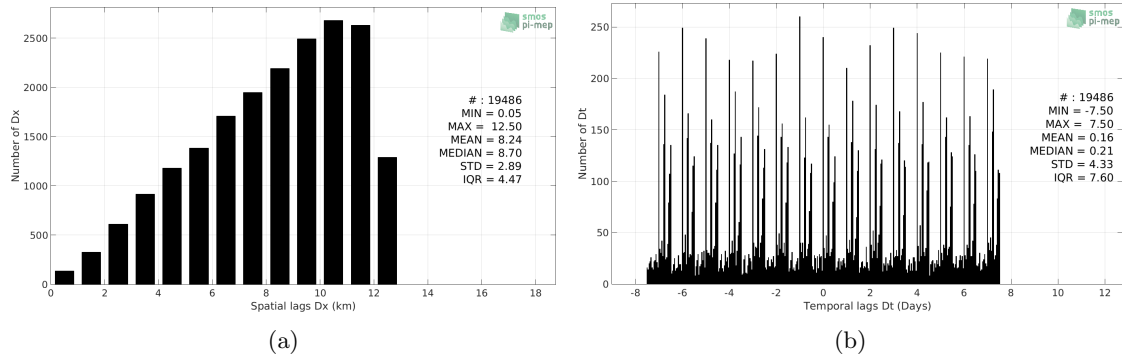 smos
pi-mep
2500
2000
1500
1000
500
0
Number of Dx
# : 19486
MIN = 0.05
MAX = 12.50
MEAN = 8.24
MEDIAN = 8.70
STD = 2.89
IQR = 4.47
0 2 4 6 8 10 12 14 16 18
Spatial lags Dx (km)
(a)
smos
pi-mep
250
200
150
100
50
0
Number of Dt
# : 19486
MIN = -7.50
MAX = 7.50
MEAN = 0.16
MEDIAN = 0.21
STD = 4.33
IQR = 7.60
-8 -6 -4 -2 0 2 4 6 8 10 12
Temporal lags Dt (Days)
(b)